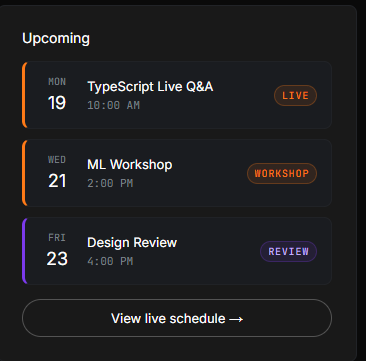 Upcoming
MON
19
TypeScript Live Q&A
10:00 AM
LIVE
WED
21
ML Workshop
2:00 PM
WORKSHOP
FRI
23
Design Review
4:00 PM
REVIEW
View live schedule →